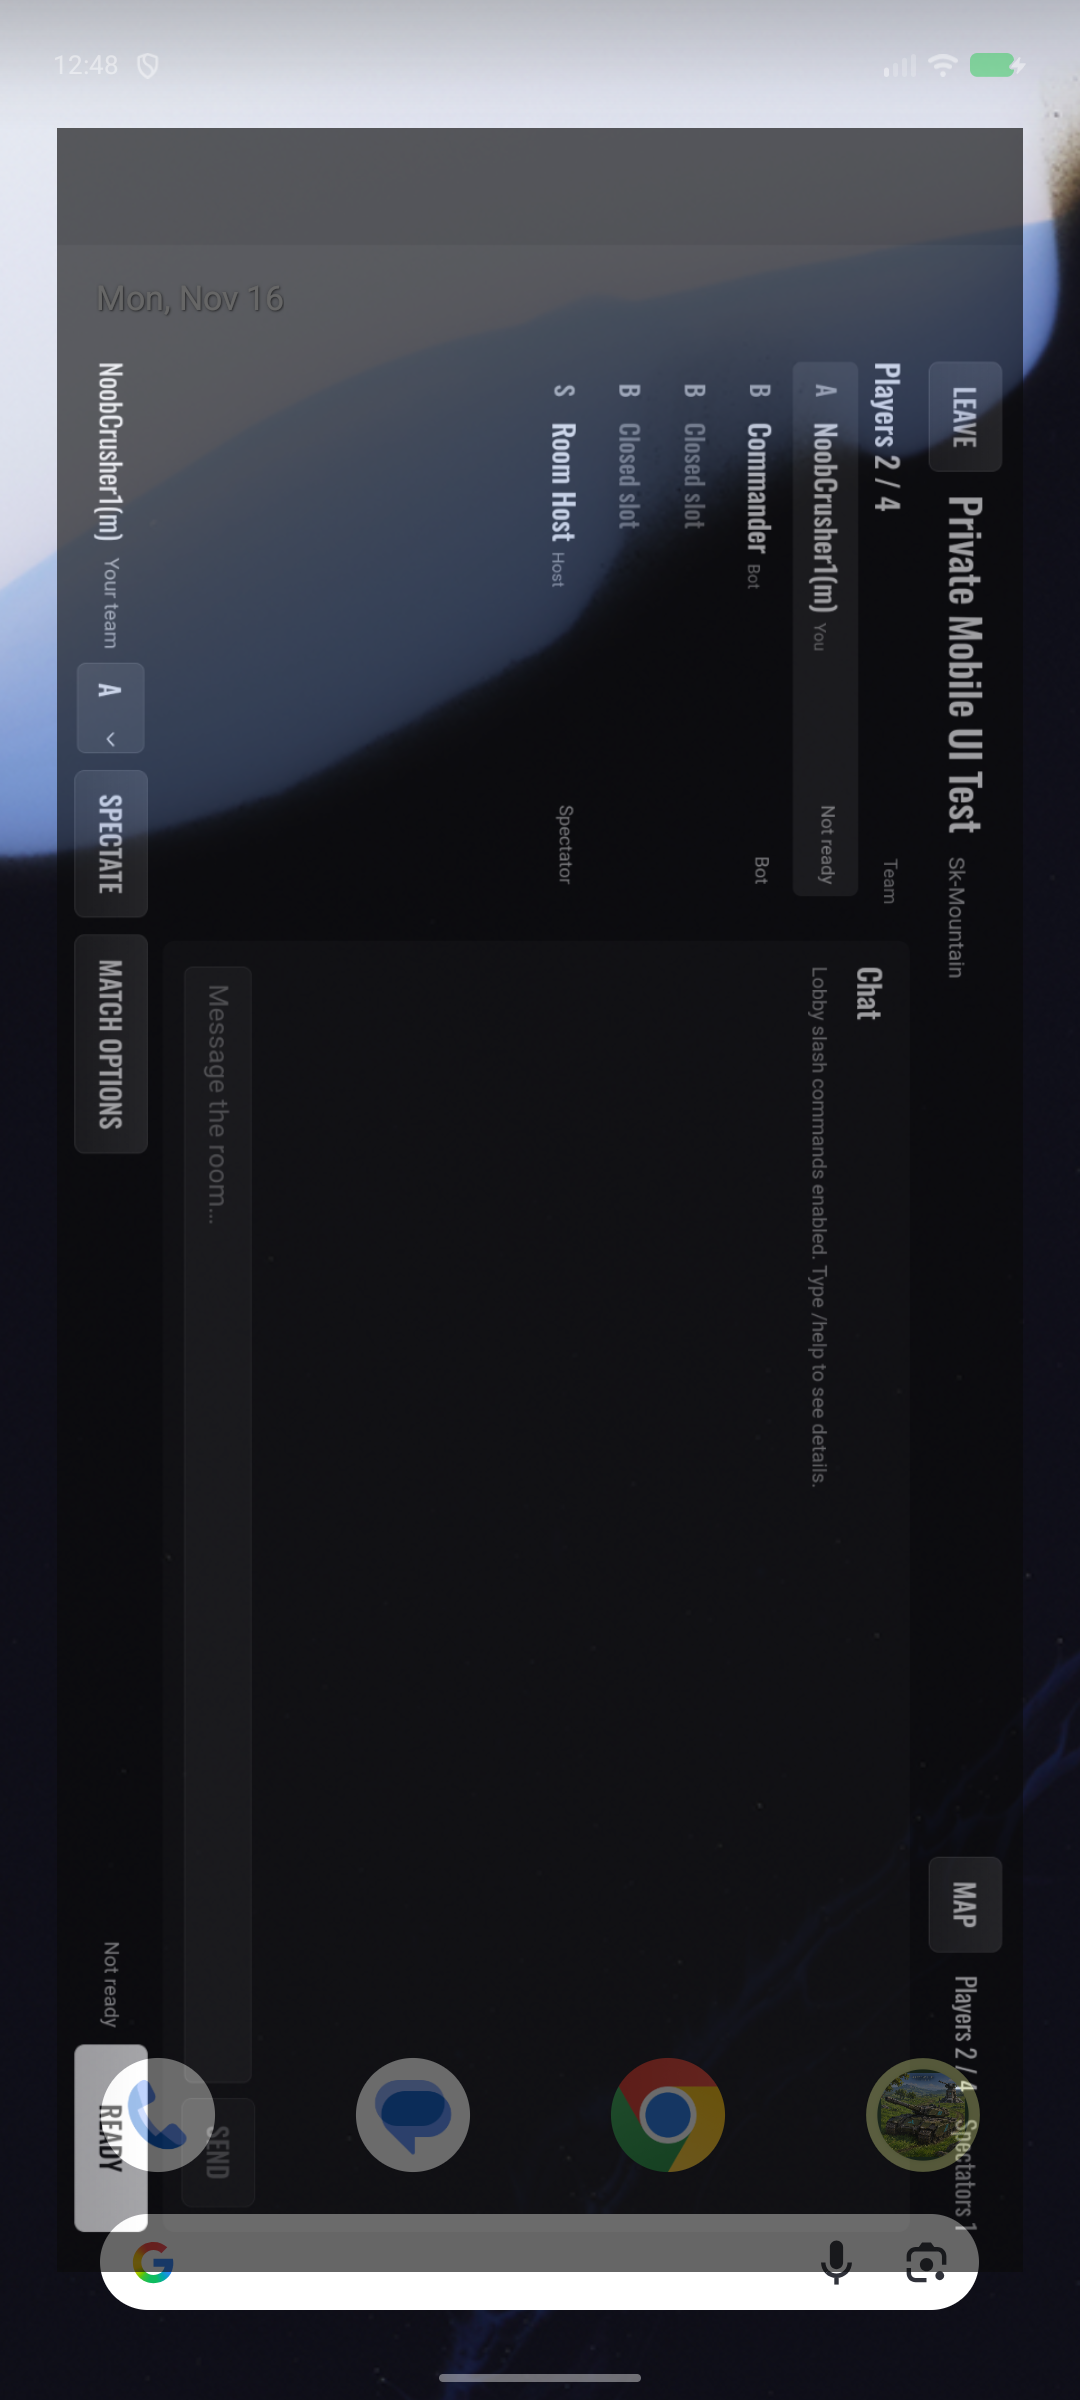 12:48
Mon, Nov 16
LEAVE
Private Mobile UI Test Sk-Mountain
MAP
Players 2 / 4 Spectators 1
Players 2 / 4 Team
A NoobCrusher1(m) You Not ready
B Commander Bot Bot
B Closed slot
B Closed slot
S Room Host Host Spectator
Chat
Lobby slash commands enabled. Type /help to see details.
Message the room...
SEND
NoobCrusher1(m) Your team A
SPECTATE
MATCH OPTIONS
Not ready
READY